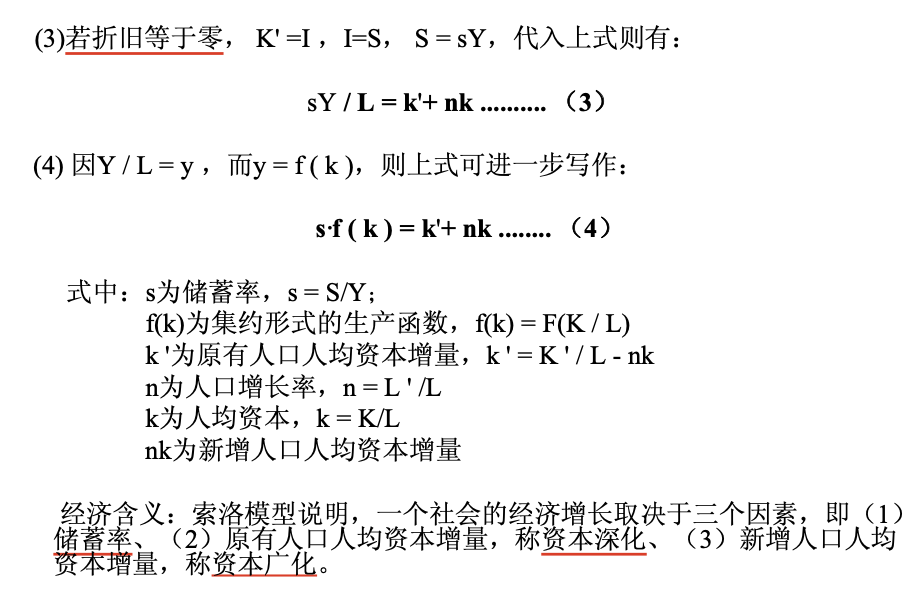 (3)若折旧等于零， K' =I ，I=S， S = sY，代入上式则有：
sY / L = k'+ nk .......... （3）
(4) 因Y / L = y ，而y = f ( k )，则上式可进一步写作：
s·f ( k ) = k'+ nk ........ （4）
式中：s为储蓄率，s = S/Y；
f(k)为集约形式的生产函数，f(k) = F(K / L)
k '为原有人口人均资本增量，k ' = K ' / L - nk
n为人口增长率，n = L ' /L
k为人均资本，k = K/L
nk为新增人口人均资本增量
经济含义：索洛模型说明，一个社会的经济增长取决于三个因素，即（1）
储蓄率、（2）原有人口人均资本增量，称资本深化、（3）新增人口人均
资本增量，称资本广化。